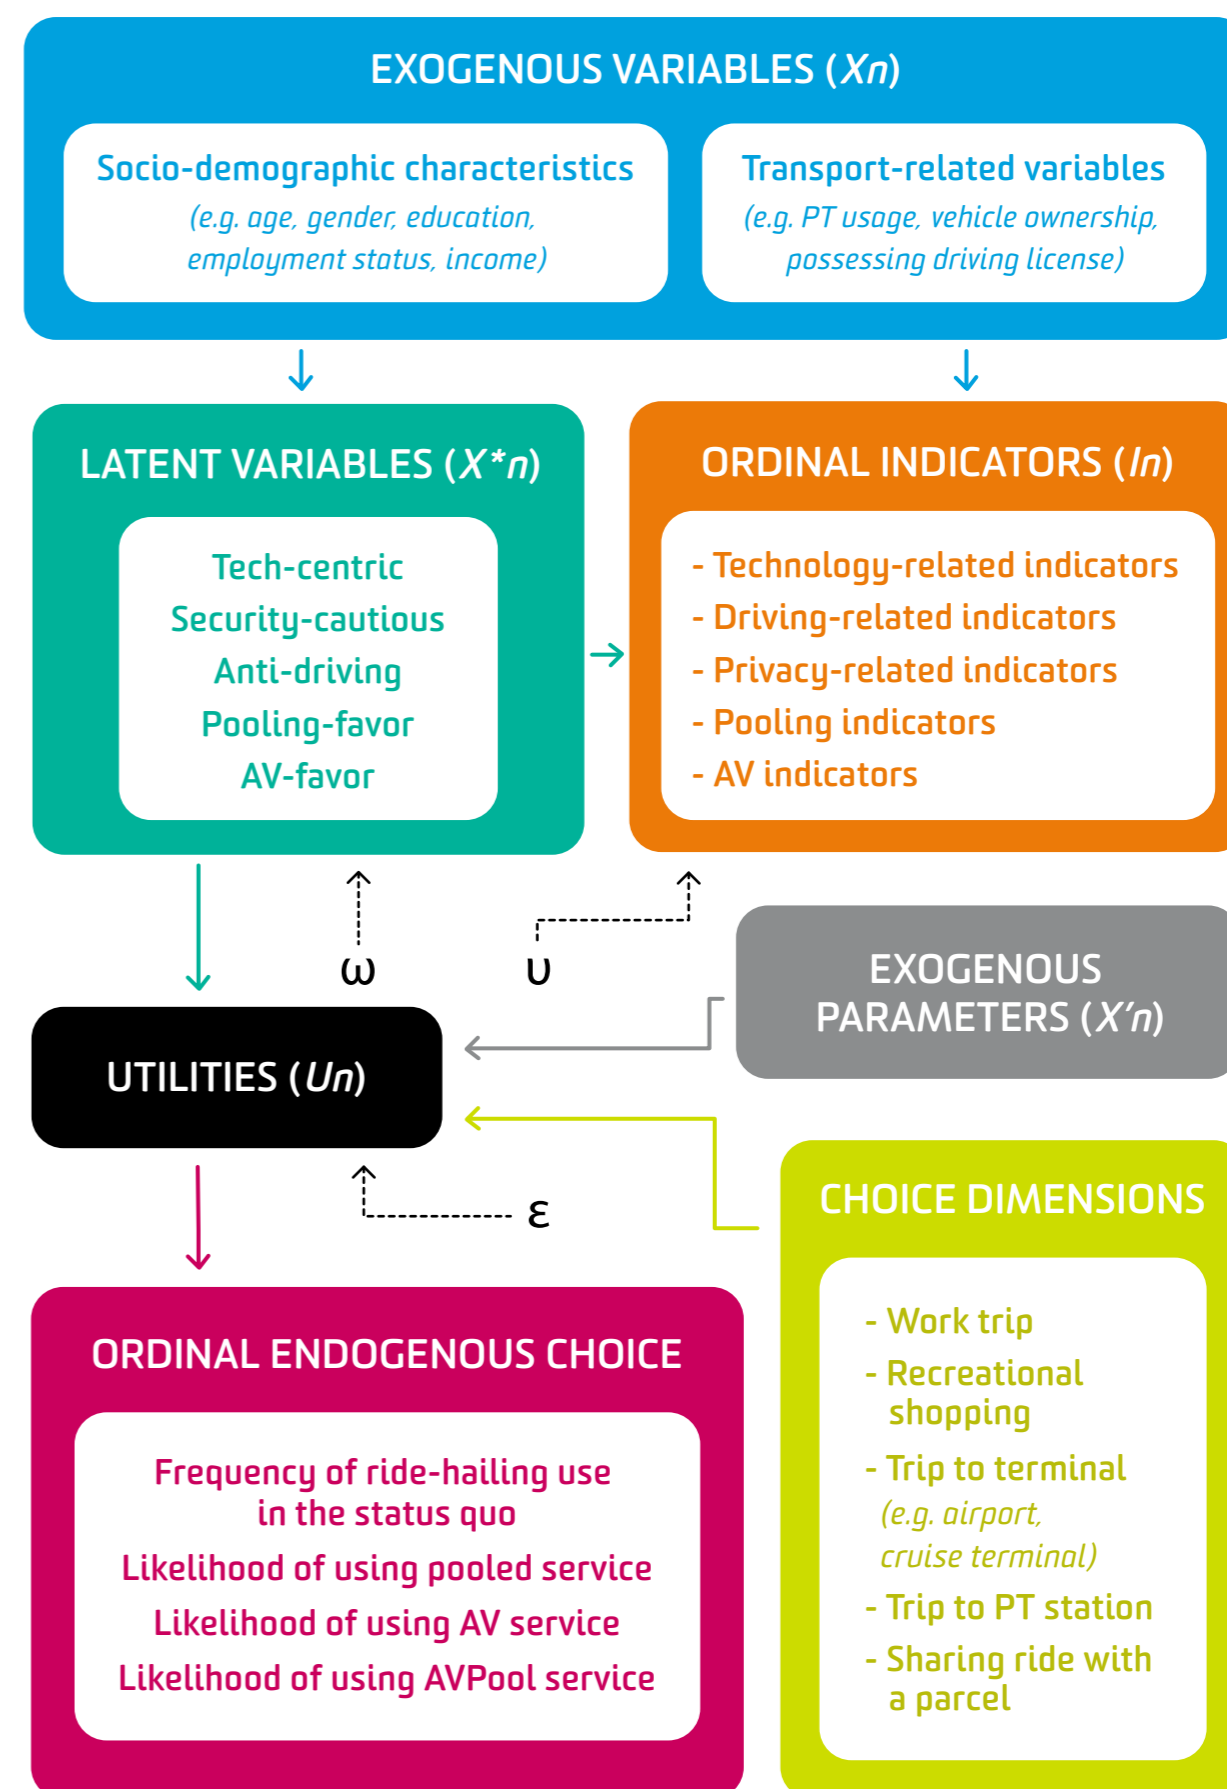 EXOGENOUS VARIABLES (Xn)
Socio-demographic characteristics
(e.g. age, gender, education,
employment status, income)
Transport-related variables
(e.g. PT usage, vehicle ownership,
possessing driving license)
LATENT VARIABLES (X*n)
Tech-centric
Security-cautious
Anti-driving
Pooling-favor
AV-favor
ORDINAL INDICATORS (In)
- Technology-related indicators
- Driving-related indicators
- Privacy-related indicators
- Pooling indicators
- AV indicators
ω
υ
EXOGENOUS
PARAMETERS (X’n)
UTILITIES (Un)
ε
CHOICE DIMENSIONS
- Work trip
- Recreational
shopping
- Trip to terminal
(e.g. airport,
cruise terminal)
- Trip to PT station
- Sharing ride with
a parcel
ORDINAL ENDOGENOUS CHOICE
Frequency of ride-hailing use
in the status quo
Likelihood of using pooled service
Likelihood of using AV service
Likelihood of using AVPool service